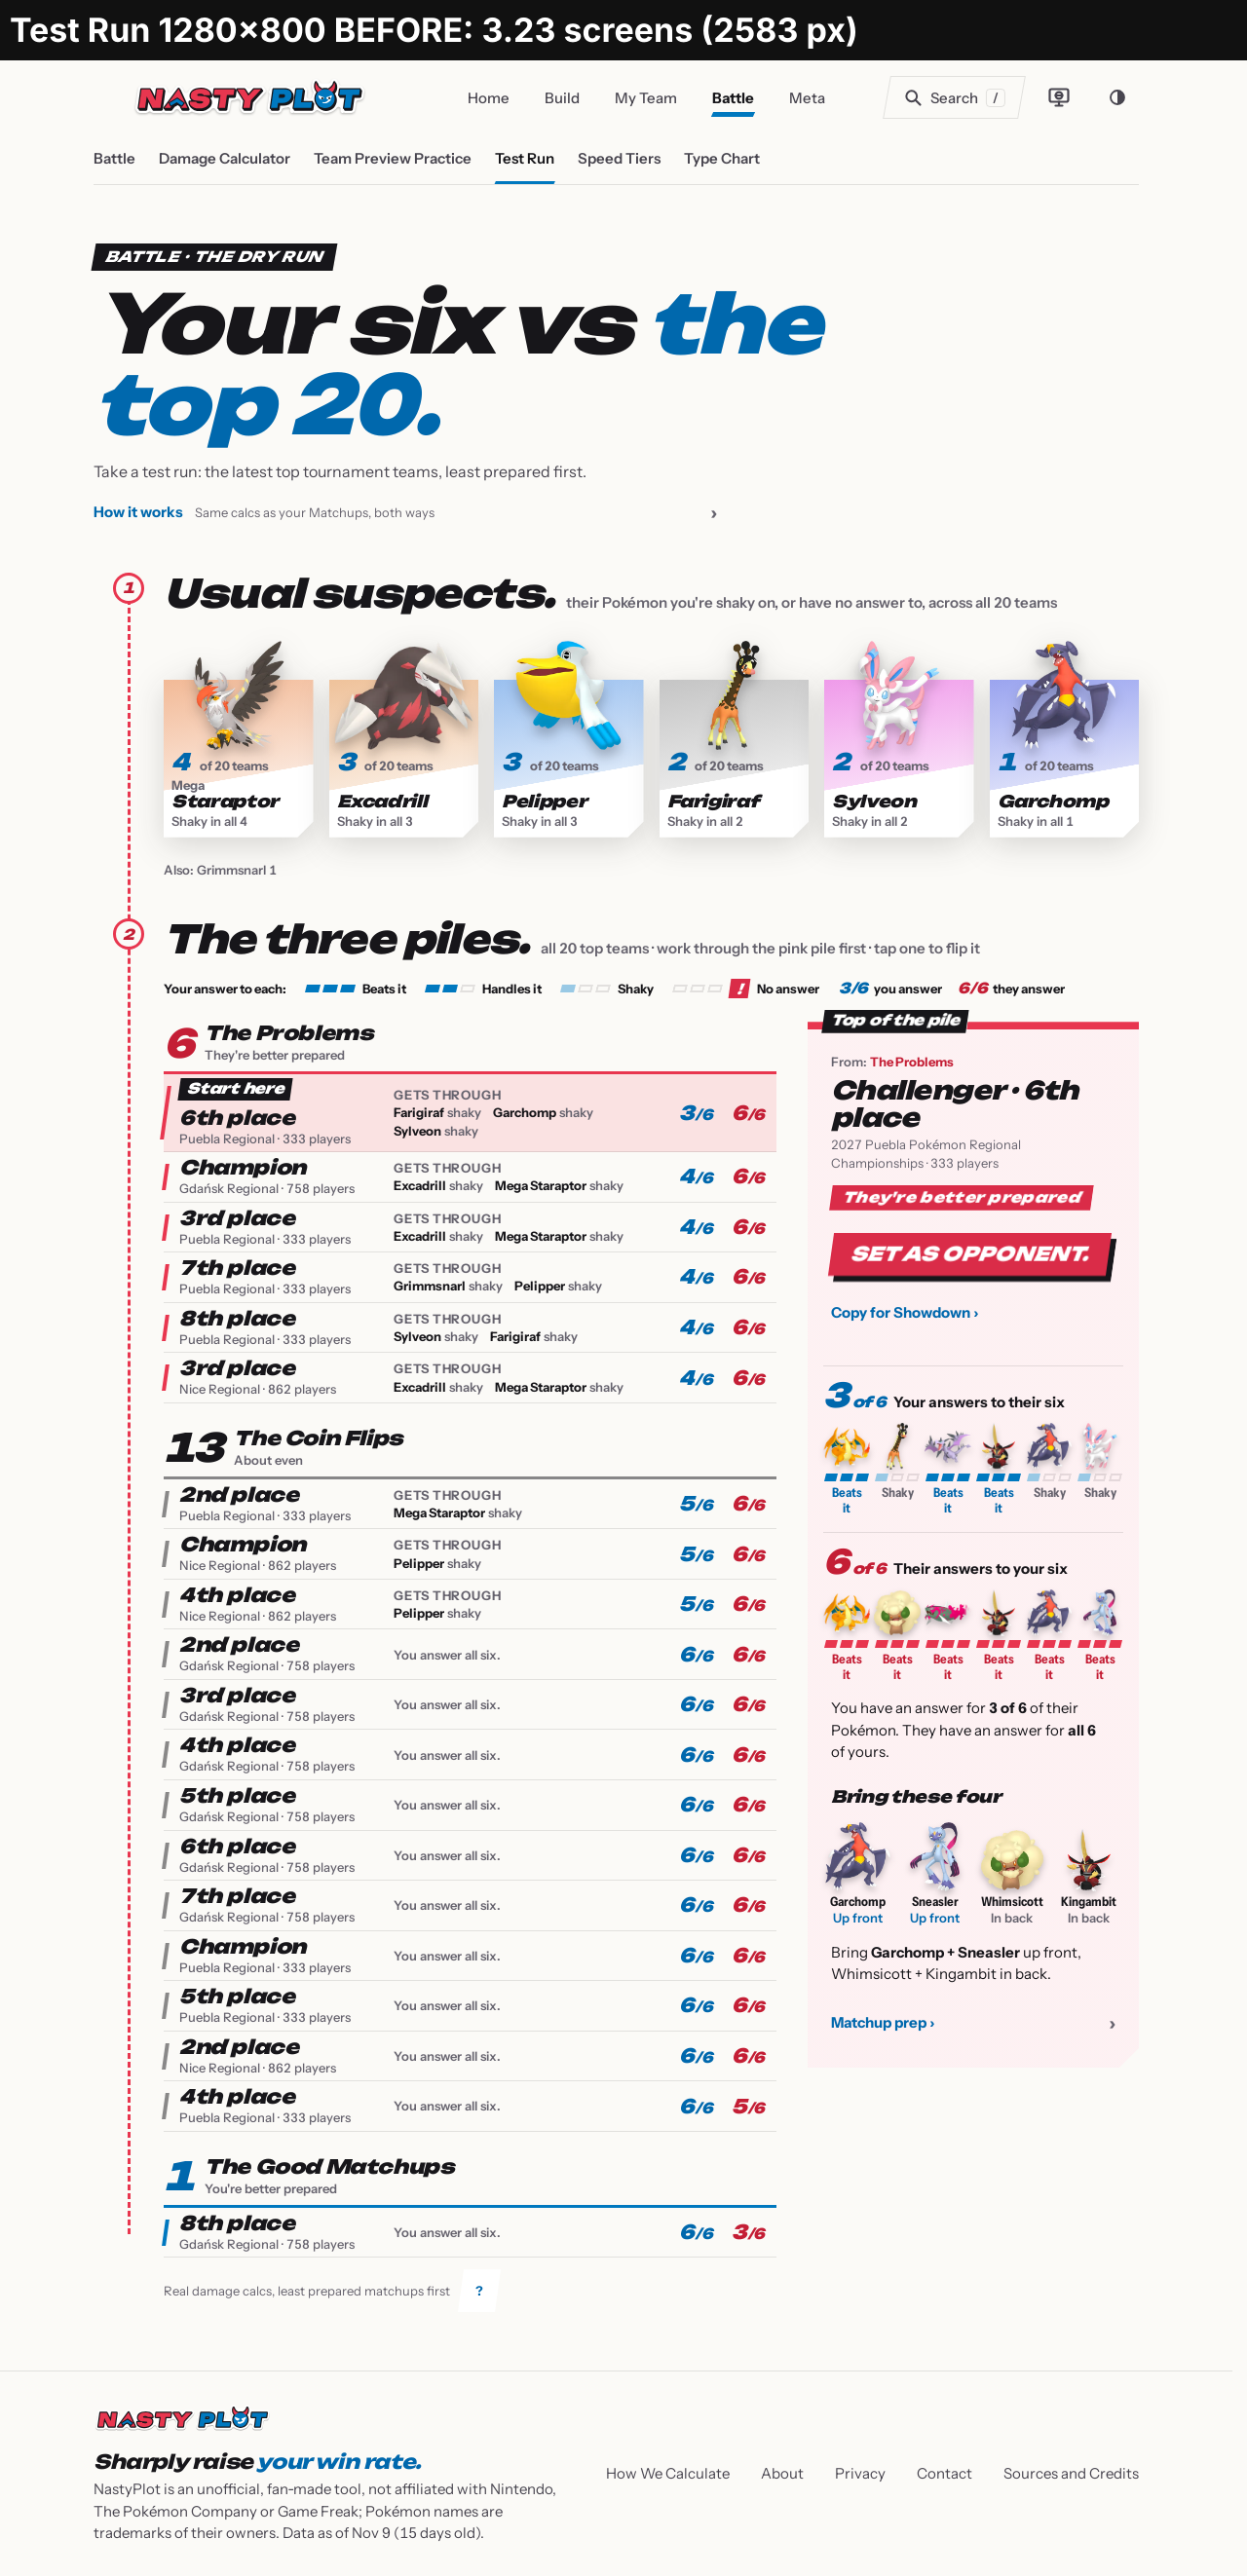 Test Run 1280×800 BEFORE: 3.23 screens (2583 px)
NASTY PLOT
Home
Build
My Team
Battle
Meta
Search /
Battle
Damage Calculator
Team Preview Practice
Test Run
Speed Tiers
Type Chart
BATTLE · THE DRY RUN
Your six vs the
top 20.
Take a test run: the latest top tournament teams, least prepared first.
How it works Same calcs as your Matchups, both ways ›
1
Usual suspects. their Pokémon you're shaky on, or have no answer to, across all 20 teams
4 of 20 teams
Mega
Staraptor
Shaky in all 4
3 of 20 teams
Excadrill
Shaky in all 3
3 of 20 teams
Pelipper
Shaky in all 3
2 of 20 teams
Farigiraf
Shaky in all 2
2 of 20 teams
Sylveon
Shaky in all 2
1 of 20 teams
Garchomp
Shaky in all 1
Also: Grimmsnarl 1
2
The three piles. all 20 top teams · work through the pink pile first · tap one to flip it
Your answer to each: Beats it Handles it Shaky ! No answer 3/6 you answer 6/6 they answer
6 The Problems
They're better prepared
Start here
6th place
Puebla Regional · 333 players
GETS THROUGH
Farigiraf shaky Garchomp shaky
Sylveon shaky
3/6 6/6
Champion
Gdańsk Regional · 758 players
GETS THROUGH
Excadrill shaky Mega Staraptor shaky
4/6 6/6
3rd place
Puebla Regional · 333 players
GETS THROUGH
Excadrill shaky Mega Staraptor shaky
4/6 6/6
7th place
Puebla Regional · 333 players
GETS THROUGH
Grimmsnarl shaky Pelipper shaky
4/6 6/6
8th place
Puebla Regional · 333 players
GETS THROUGH
Sylveon shaky Farigiraf shaky
4/6 6/6
3rd place
Nice Regional · 862 players
GETS THROUGH
Excadrill shaky Mega Staraptor shaky
4/6 6/6
13 The Coin Flips
About even
2nd place
Puebla Regional · 333 players
GETS THROUGH
Mega Staraptor shaky
5/6 6/6
Champion
Nice Regional · 862 players
GETS THROUGH
Pelipper shaky
5/6 6/6
4th place
Nice Regional · 862 players
GETS THROUGH
Pelipper shaky
5/6 6/6
2nd place
Gdańsk Regional · 758 players
You answer all six.
6/6 6/6
3rd place
Gdańsk Regional · 758 players
You answer all six.
6/6 6/6
4th place
Gdańsk Regional · 758 players
You answer all six.
6/6 6/6
5th place
Gdańsk Regional · 758 players
You answer all six.
6/6 6/6
6th place
Gdańsk Regional · 758 players
You answer all six.
6/6 6/6
7th place
Gdańsk Regional · 758 players
You answer all six.
6/6 6/6
Champion
Puebla Regional · 333 players
You answer all six.
6/6 6/6
5th place
Puebla Regional · 333 players
You answer all six.
6/6 6/6
2nd place
Nice Regional · 862 players
You answer all six.
6/6 6/6
4th place
Puebla Regional · 333 players
You answer all six.
6/6 5/6
1 The Good Matchups
You're better prepared
8th place
Gdańsk Regional · 758 players
You answer all six.
6/6 3/6
Real damage calcs, least prepared matchups first ?
Top of the pile
From: The Problems
Challenger · 6th
place
2027 Puebla Pokémon Regional
Championships · 333 players
They're better prepared
SET AS OPPONENT.
Copy for Showdown ›
3 of 6 Your answers to their six
Beats it
Shaky
Beats it
Beats it
Shaky
Shaky
6 of 6 Their answers to your six
Beats it
Beats it
Beats it
Beats it
Beats it
Beats it
You have an answer for 3 of 6 of their
Pokémon. They have an answer for all 6
of yours.
Bring these four
Garchomp
Up front
Sneasler
Up front
Whimsicott
In back
Kingambit
In back
Bring Garchomp + Sneasler up front,
Whimsicott + Kingambit in back.
Matchup prep › ›
NASTY PLOT
Sharply raise your win rate.
NastyPlot is an unofficial, fan-made tool, not affiliated with Nintendo,
The Pokémon Company or Game Freak; Pokémon names are
trademarks of their owners. Data as of Nov 9 (15 days old).
How We Calculate
About
Privacy
Contact
Sources and Credits